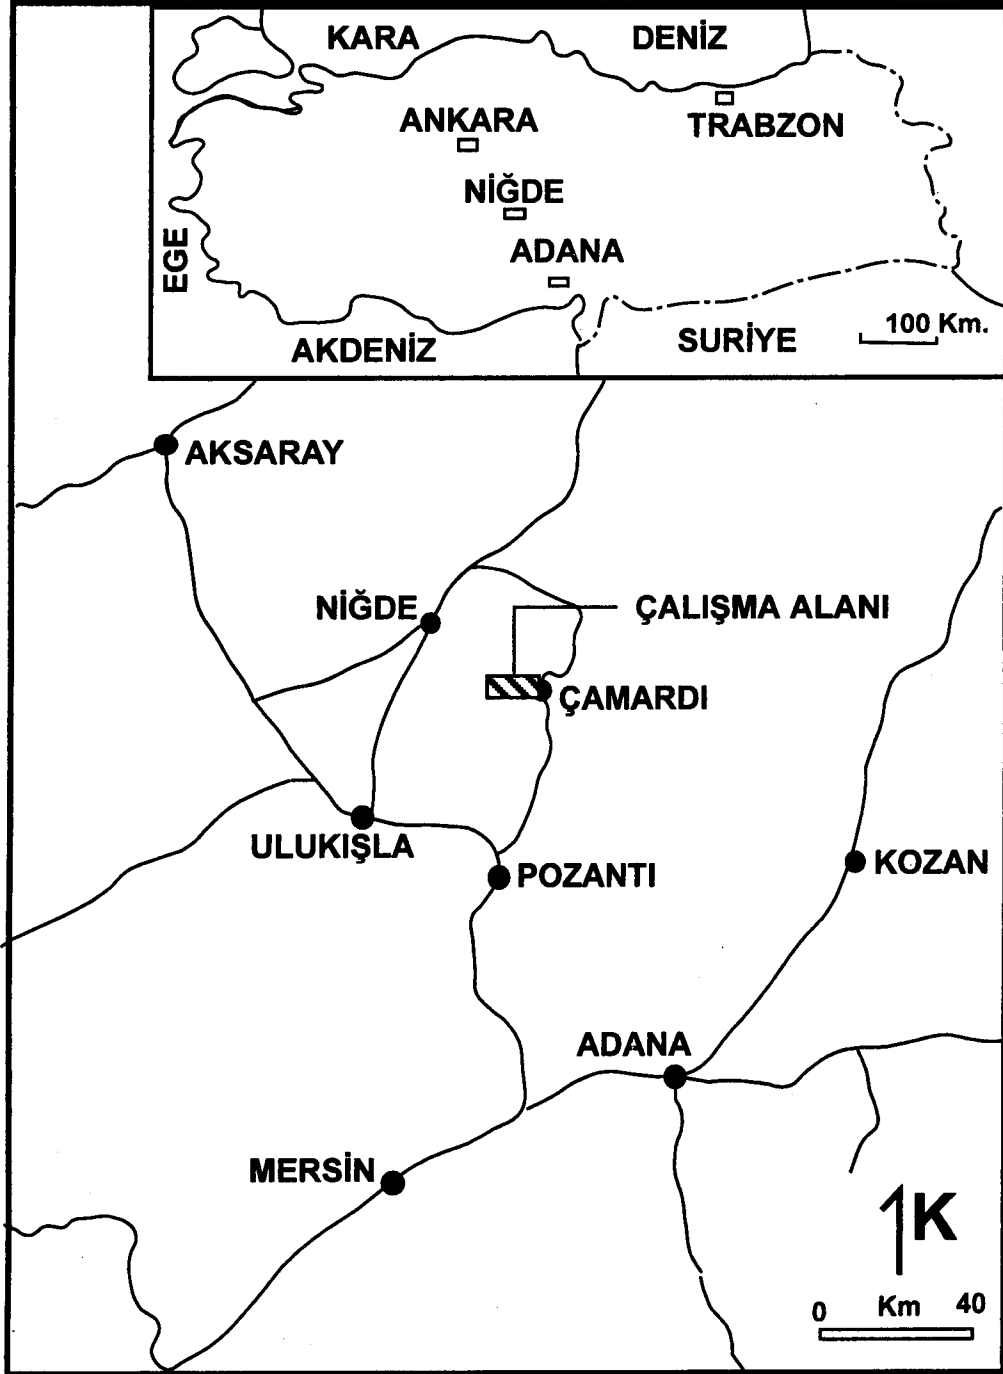 KARA DENİZ
ANKARA
TRABZON
NİĞDE
EGE
ADANA
100 Km.
AKDENİZ
SURİYE
AKSARAY
NİĞDE
ÇALIŞMA ALANI
ÇAMARDI
ULUKIŞLA
POZANTI
KOZAN
ADANA
MERSİN
K
0 Km 40